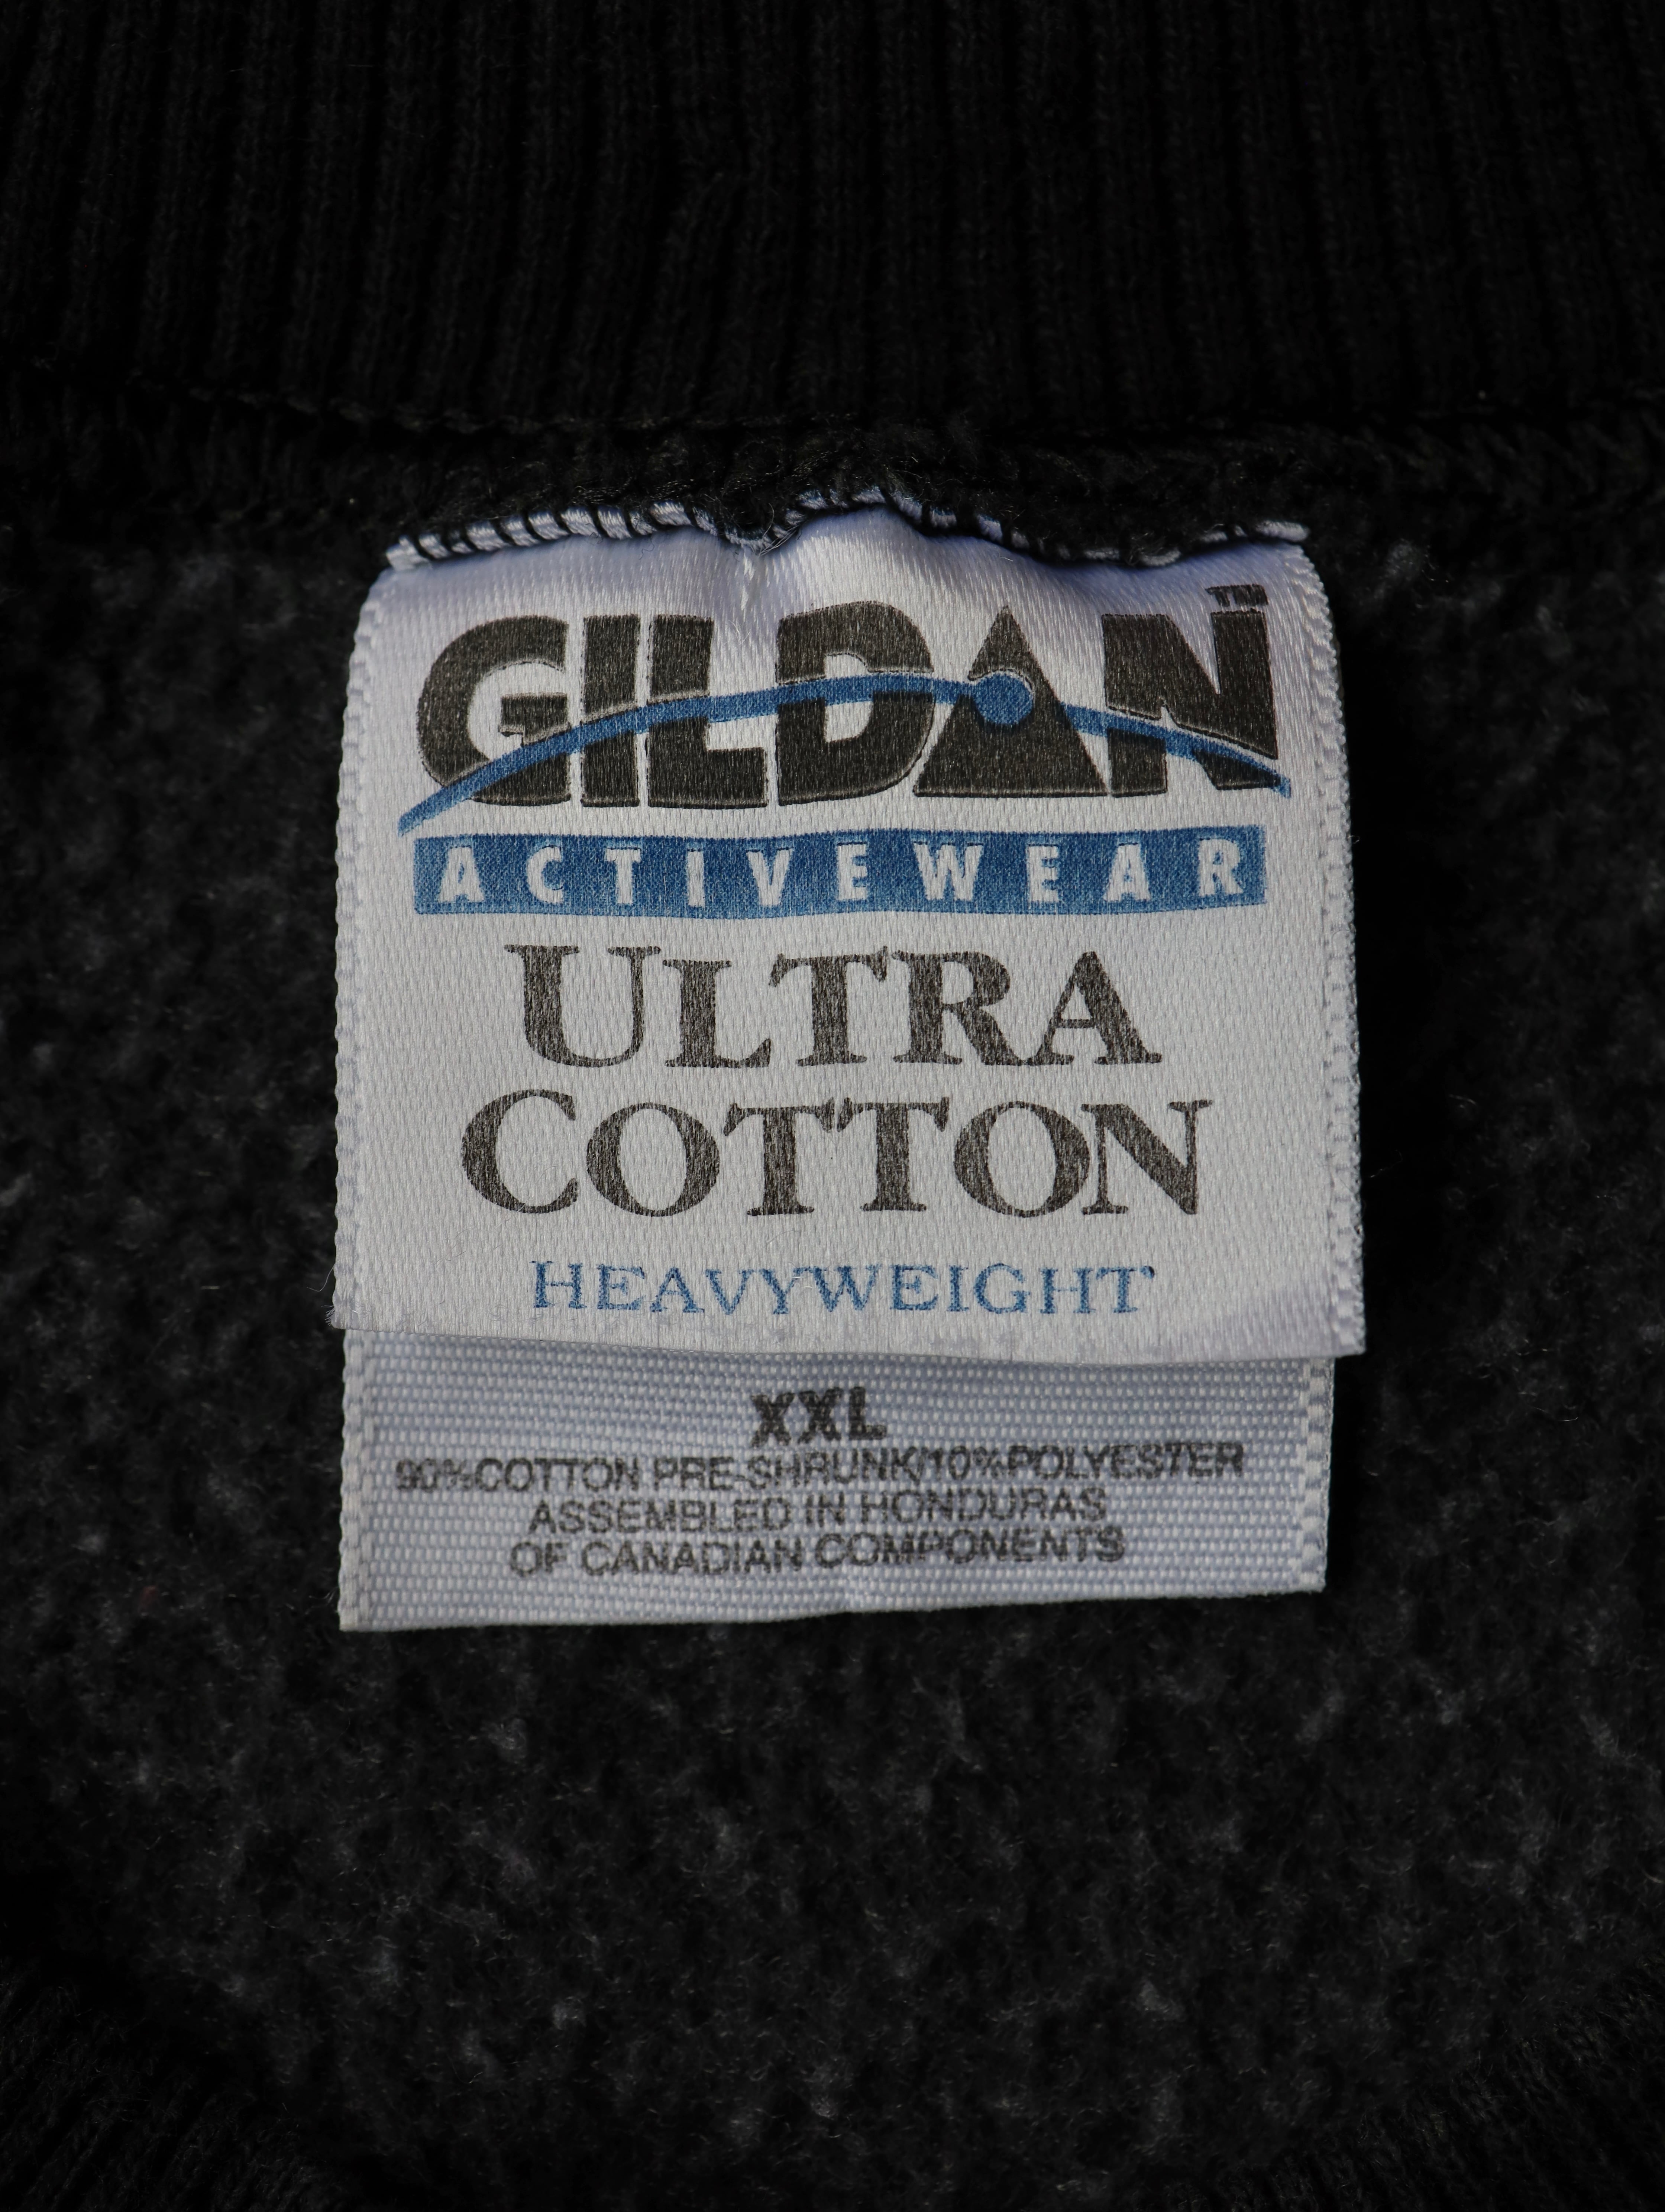 GILDAN™
ACTIVEWEAR
ULTRA
COTTON
HEAVYWEIGHT
XXL
90%COTTON PRE-SHRUNK/10%POLYESTER
ASSEMBLED IN HONDURAS
OF CANADIAN COMPONENTS